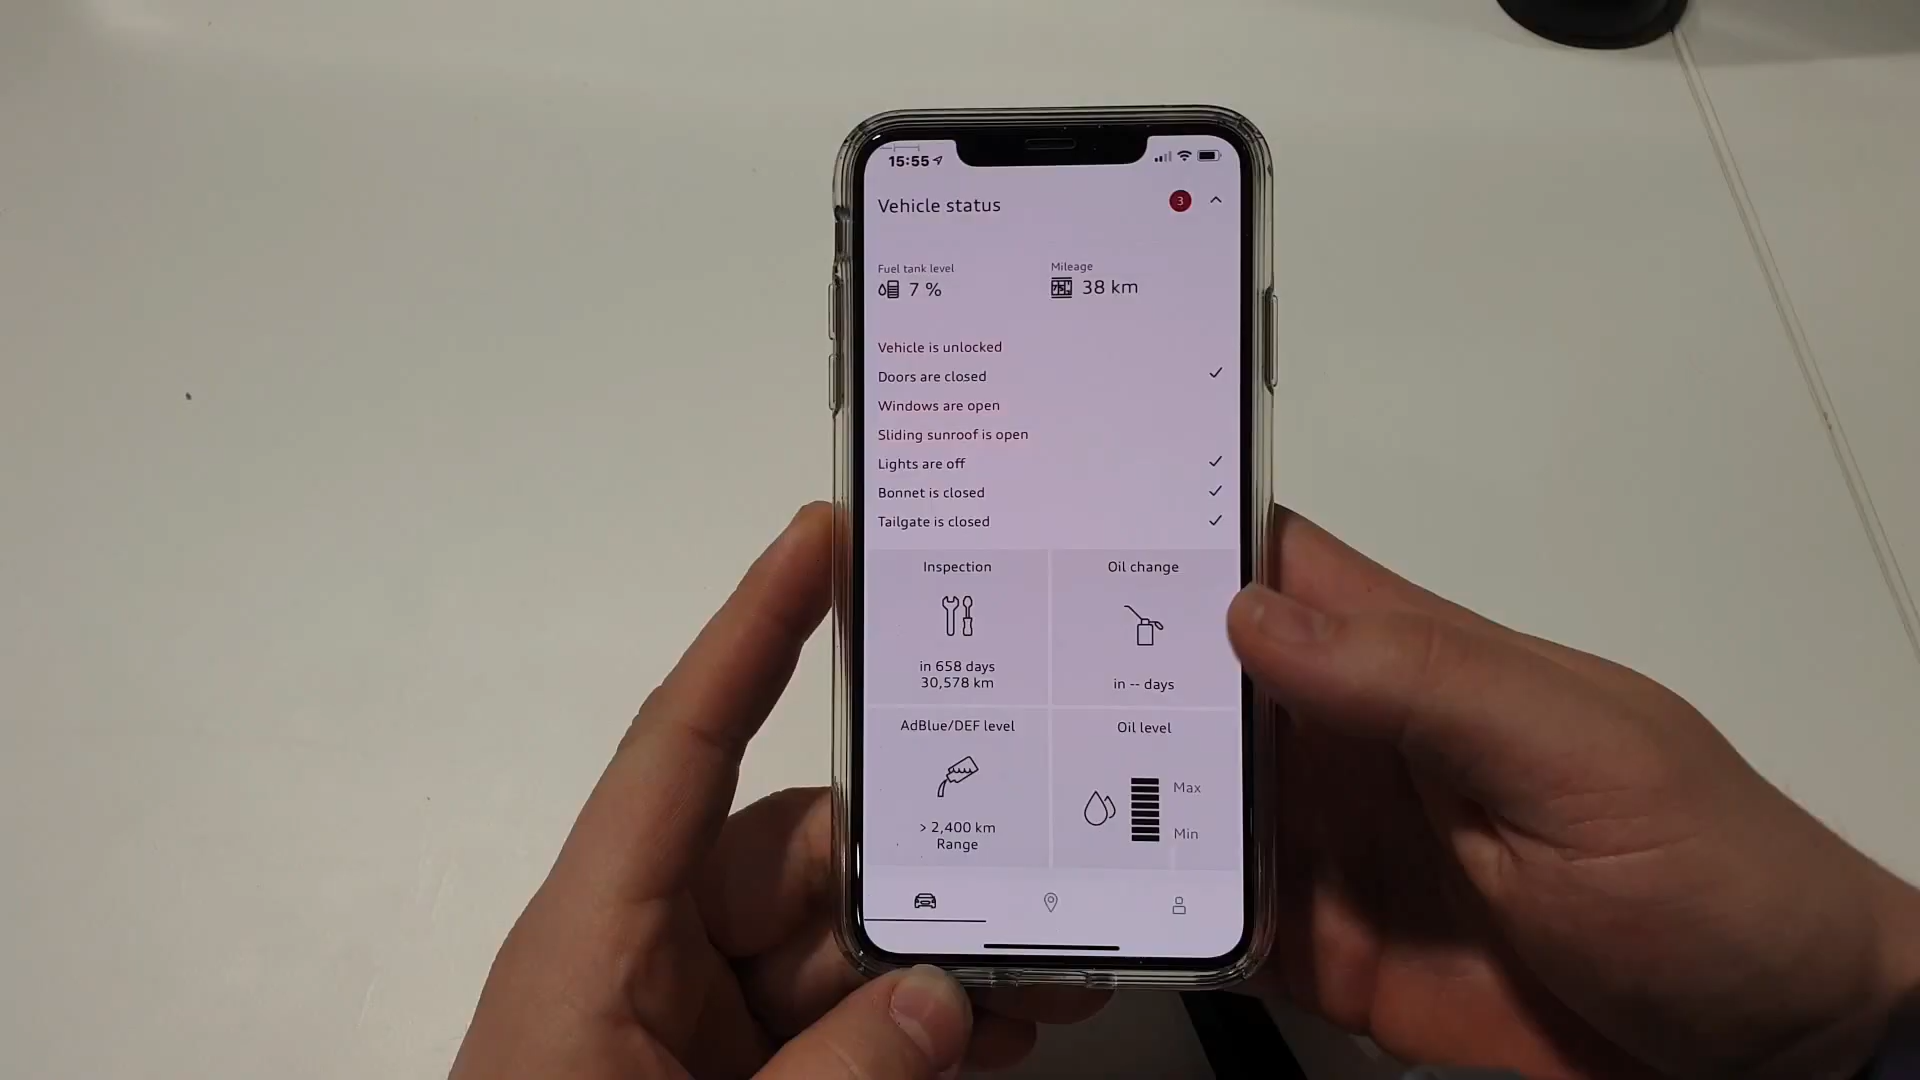 15:55
Vehicle status
3
Fuel tank level
Mileage
7 %
38 km
Vehicle is unlocked
Doors are closed
Windows are open
Sliding sunroof is open
Lights are off
Bonnet is closed
Tailgate is closed
Inspection
Oil change
in 658 days
30,578 km
in -- days
AdBlue/DEF level
Oil level
Max
Min
> 2,400 km
Range